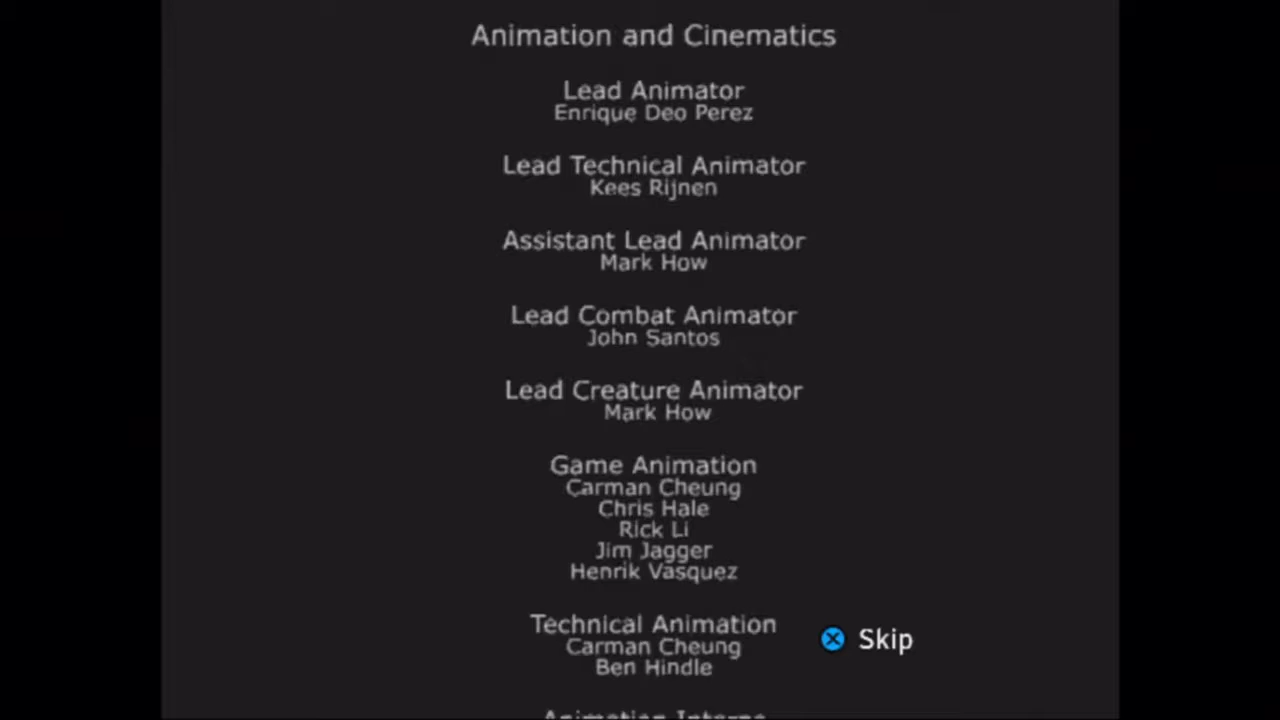 Animation and Cinematics
Lead Animator
Enrique Deo Perez
Lead Technical Animator
Kees Rijnen
Assistant Lead Animator
Mark How
Lead Combat Animator
John Santos
Lead Creature Animator
Mark How
Game Animation
Carman Cheung
Chris Hale
Rick Li
Jim Jagger
Henrik Vasquez
Technical Animation
Carman Cheung
Ben Hindle
Skip
Animation Interns